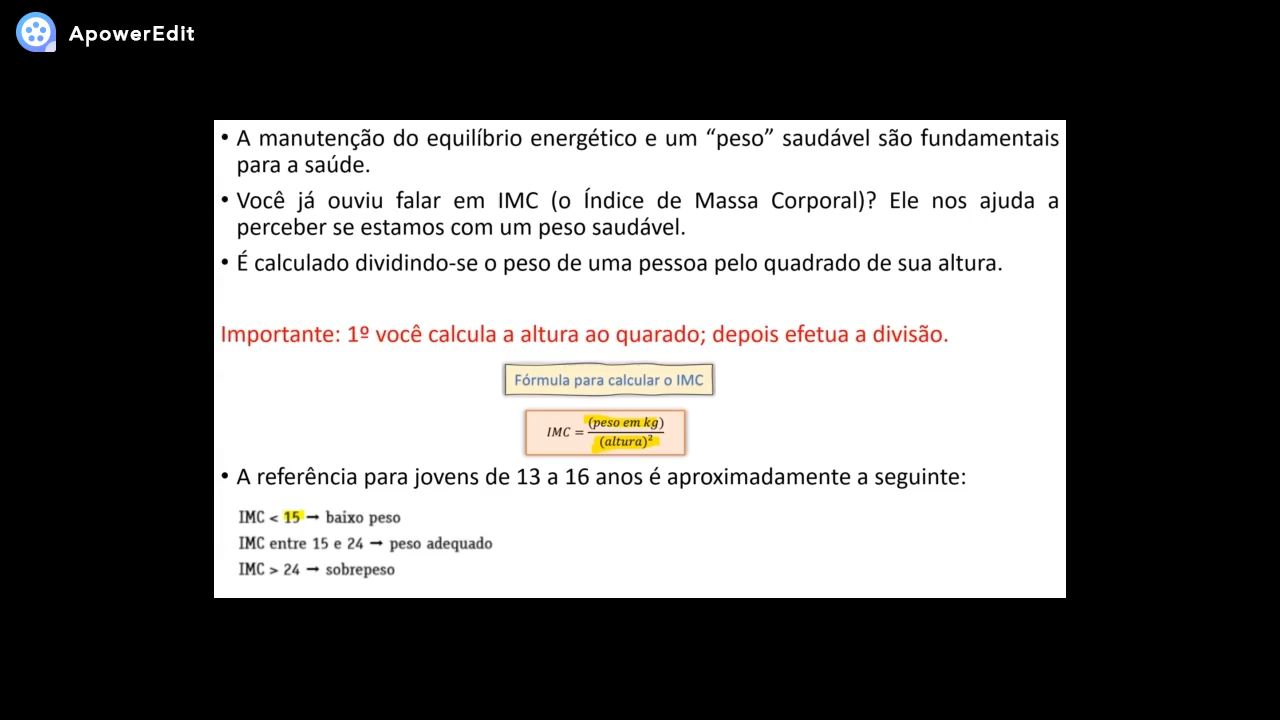 ApowerEdit
• A manutenção do equilíbrio energético e um “peso” saudável são fundamentais
para a saúde.
• Você já ouviu falar em IMC (o Índice de Massa Corporal)? Ele nos ajuda a
perceber se estamos com um peso saudável.
• É calculado dividindo-se o peso de uma pessoa pelo quadrado de sua altura.
Importante: 1º você calcula a altura ao quarado; depois efetua a divisão.
Fórmula para calcular o IMC
IMC = (peso em kg) / (altura)²
• A referência para jovens de 13 a 16 anos é aproximadamente a seguinte:
IMC < 15 → baixo peso
IMC entre 15 e 24 → peso adequado
IMC > 24 → sobrepeso